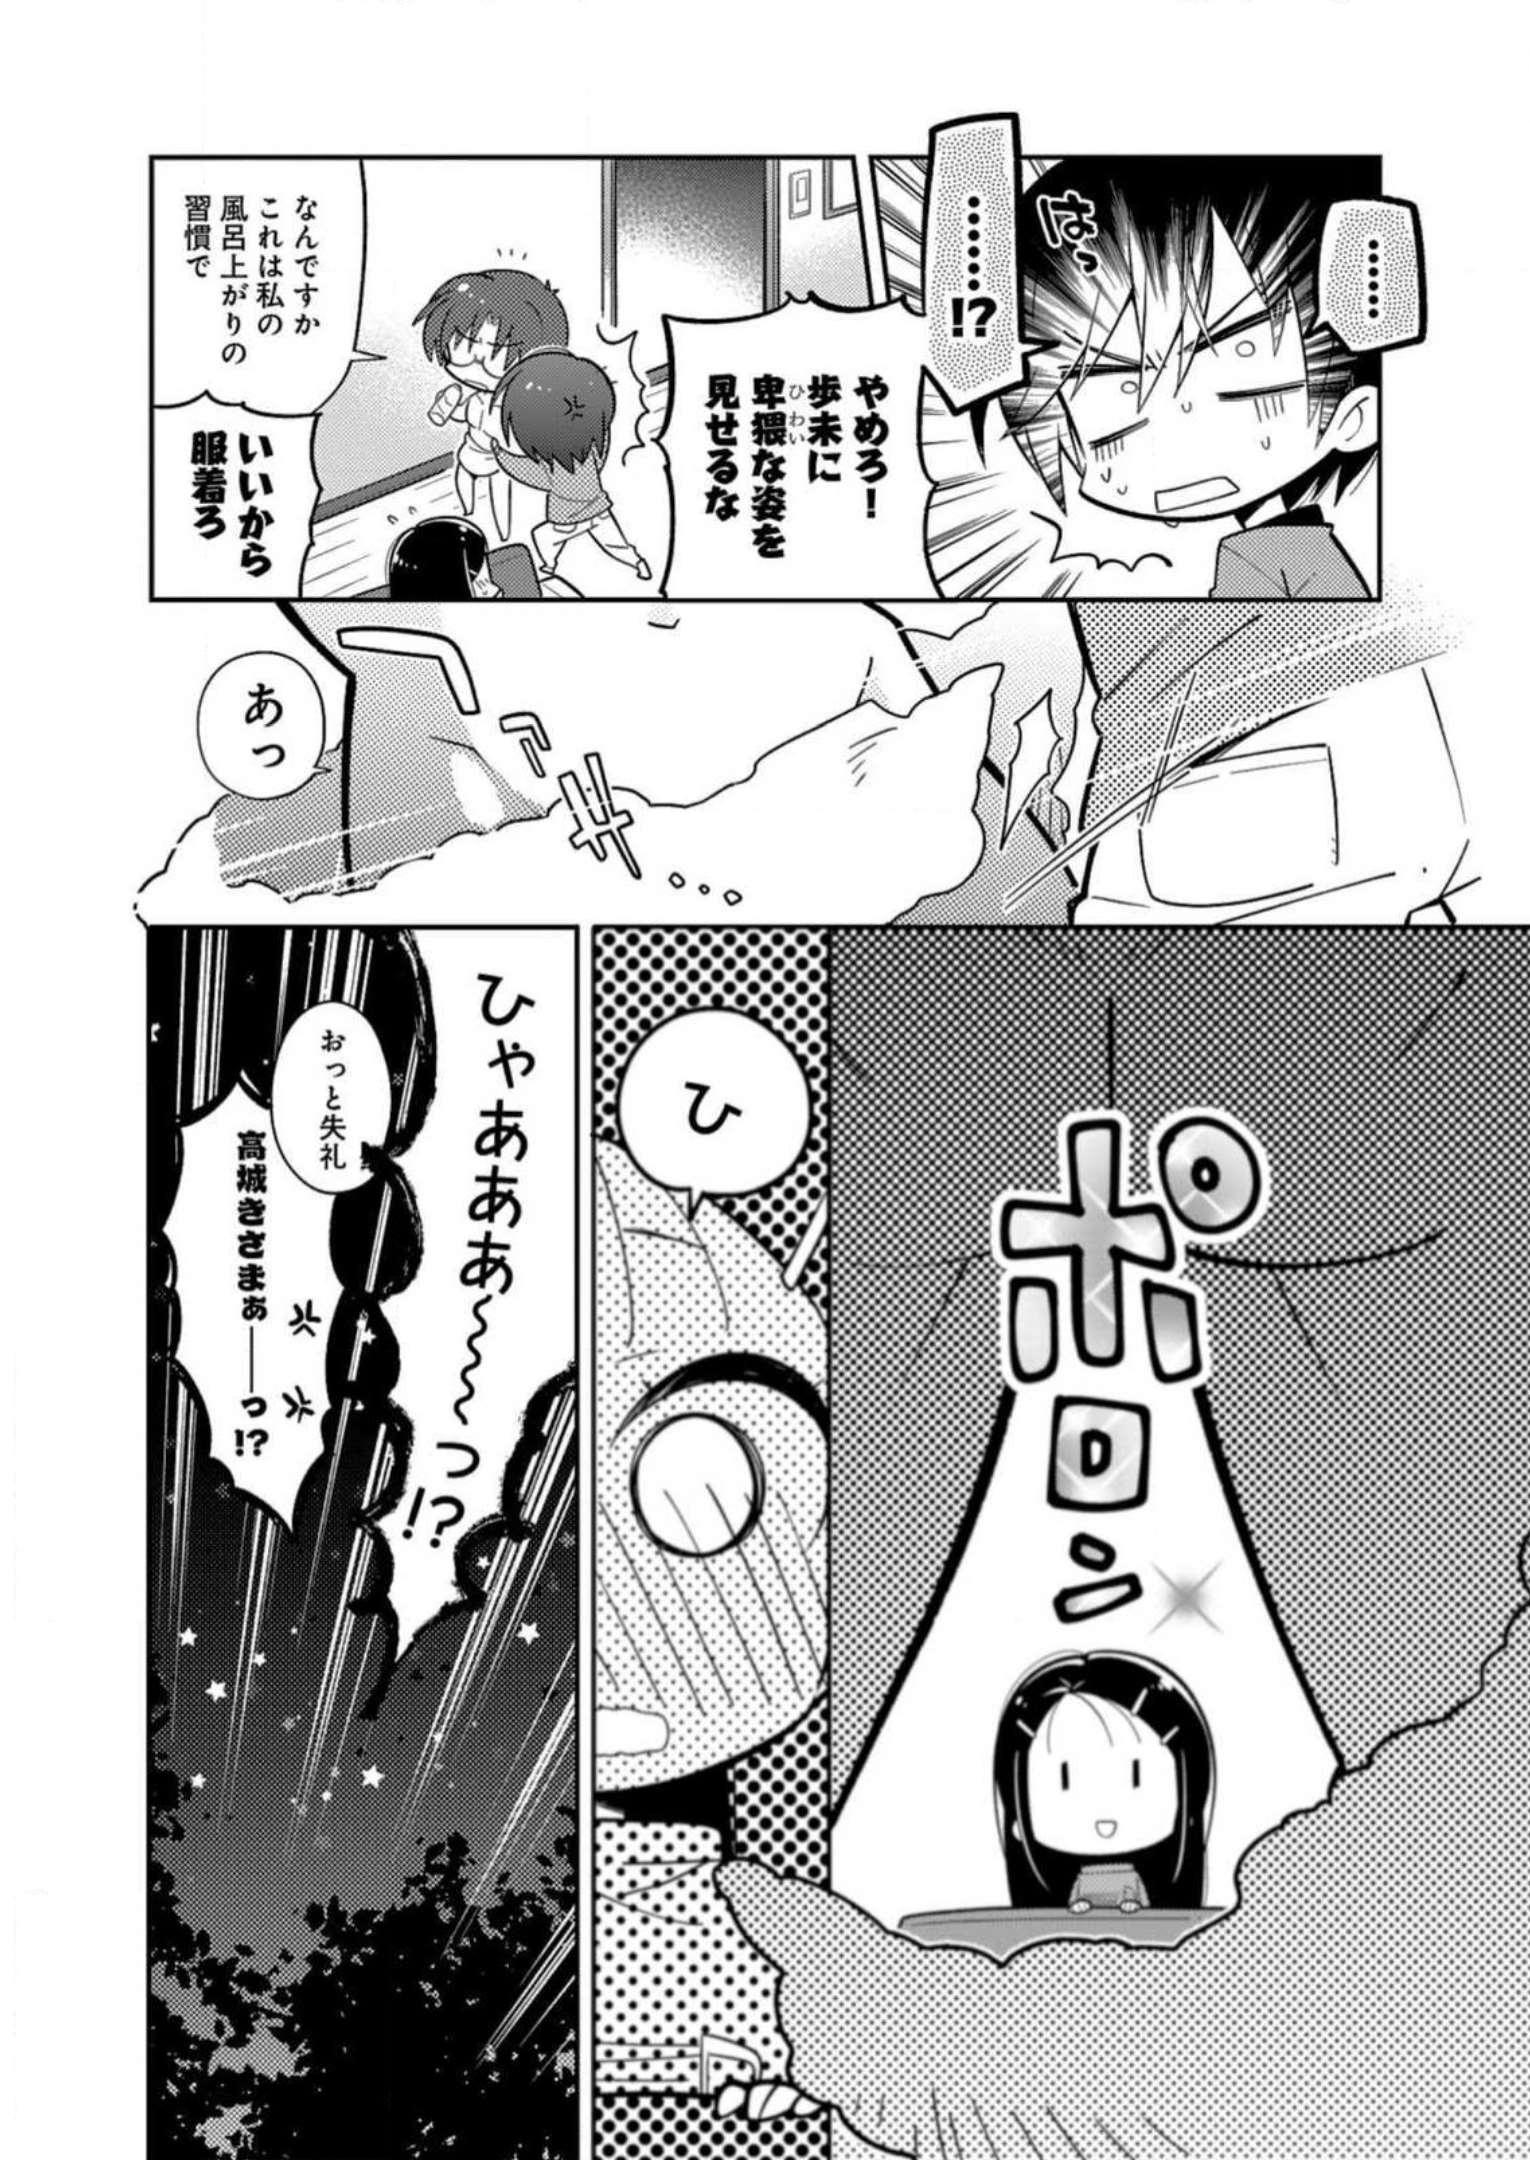 ……
はっ
………!?
やめろ！
歩未に
卑猥な姿を
ひわい
見せるな
なんですか
これは私の
風呂上がりの
習慣で
いいから
服着ろ
あっ
ポロン
ひ
ひゃあああ〜〜〜っ!?
おっと失礼
高城きさまぁ――っ!?